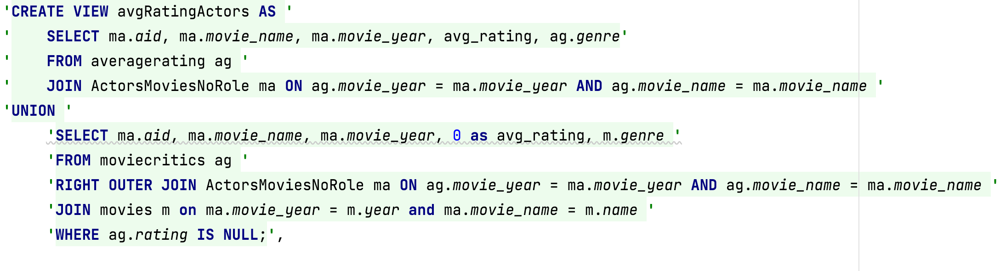 'CREATE VIEW avgRatingActors AS '
'    SELECT ma.aid, ma.movie_name, ma.movie_year, avg_rating, ag.genre'
'    FROM averagerating ag '
'    JOIN ActorsMoviesNoRole ma ON ag.movie_year = ma.movie_year AND ag.movie_name = ma.movie_name '
'UNION '
     'SELECT ma.aid, ma.movie_name, ma.movie_year, 0 as avg_rating, m.genre '
     'FROM moviecritics ag '
     'RIGHT OUTER JOIN ActorsMoviesNoRole ma ON ag.movie_year = ma.movie_year AND ag.movie_name = ma.movie_name '
     'JOIN movies m on ma.movie_year = m.year and ma.movie_name = m.name '
     'WHERE ag.rating IS NULL;',